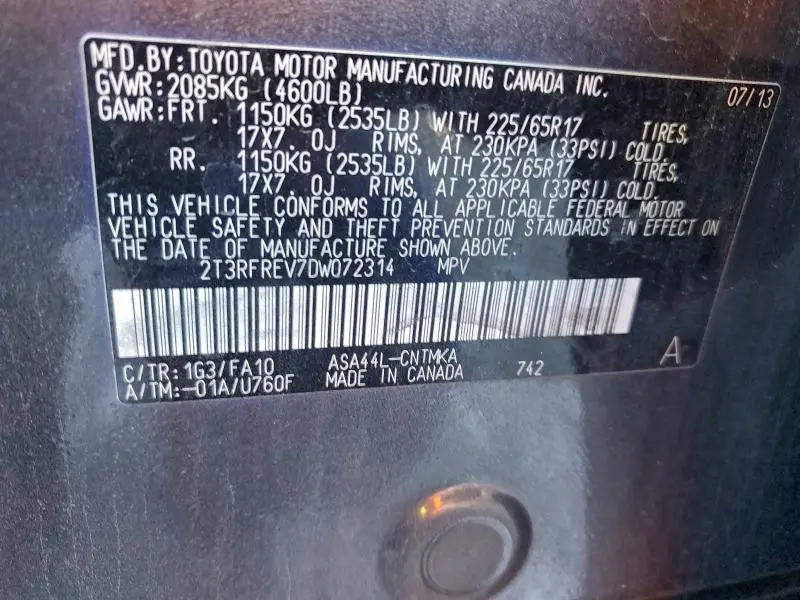 MFD.BY:TOYOTA MOTOR MANUFACTURING CANADA INC.
07/13
GVWR:2085KG (4600LB)
GAWR:FRT. 1150KG (2535LB) WITH 225/65R17 TIRES,
17X7. 0J RIMS, AT 230KPA (33PSI) COLD.
RR. 1150KG (2535LB) WITH 225/65R17 TIRES,
17X7. 0J RIMS, AT 230KPA (33PSI) COLD.
THIS VEHICLE CONFORMS TO ALL APPLICABLE FEDERAL MOTOR
VEHICLE SAFETY AND THEFT PREVENTION STANDARDS IN EFFECT ON
THE DATE OF MANUFACTURE SHOWN ABOVE.
2T3RFREV7DW072314 MPV
C/TR:1G3/FA10 ASA44L-CNTMKA 742 A
A/TM:-01A/U760F MADE IN CANADA